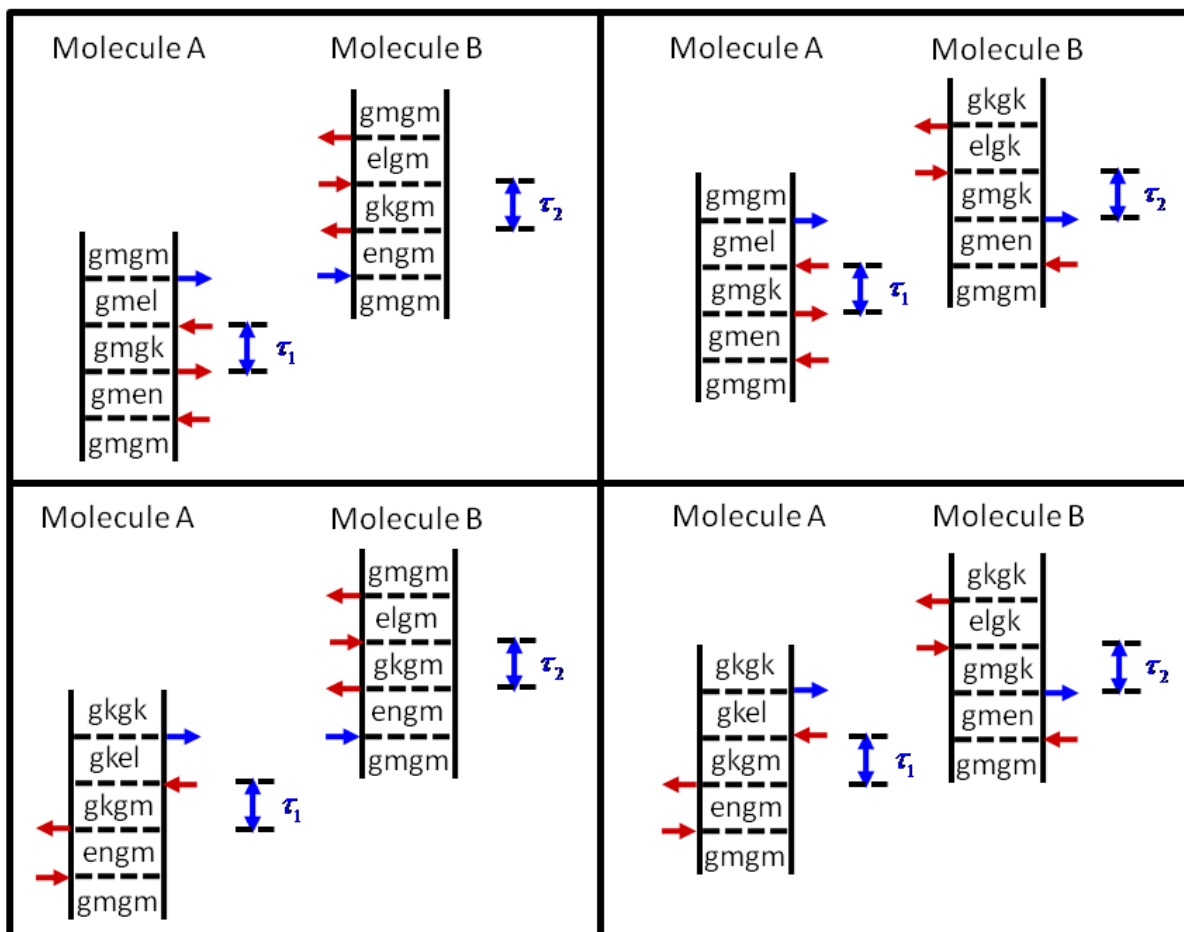 Molecule A
Molecule B
gmgm
elgm
gkgm
engm
gmgm
τ2
gmgm
gmel
gmgk
gmen
gmgm
τ1
Molecule A
Molecule B
gkgk
elgk
gmgk
gmen
gmgm
τ2
gmgm
gmel
gmgk
gmen
gmgm
τ1
Molecule A
Molecule B
gmgm
elgm
gkgm
engm
gmgm
τ2
gkgk
gkel
gkgm
engm
gmgm
τ1
Molecule A
Molecule B
gkgk
elgk
gmgk
gmen
gmgm
τ2
gkgk
gkel
gkgm
engm
gmgm
τ1